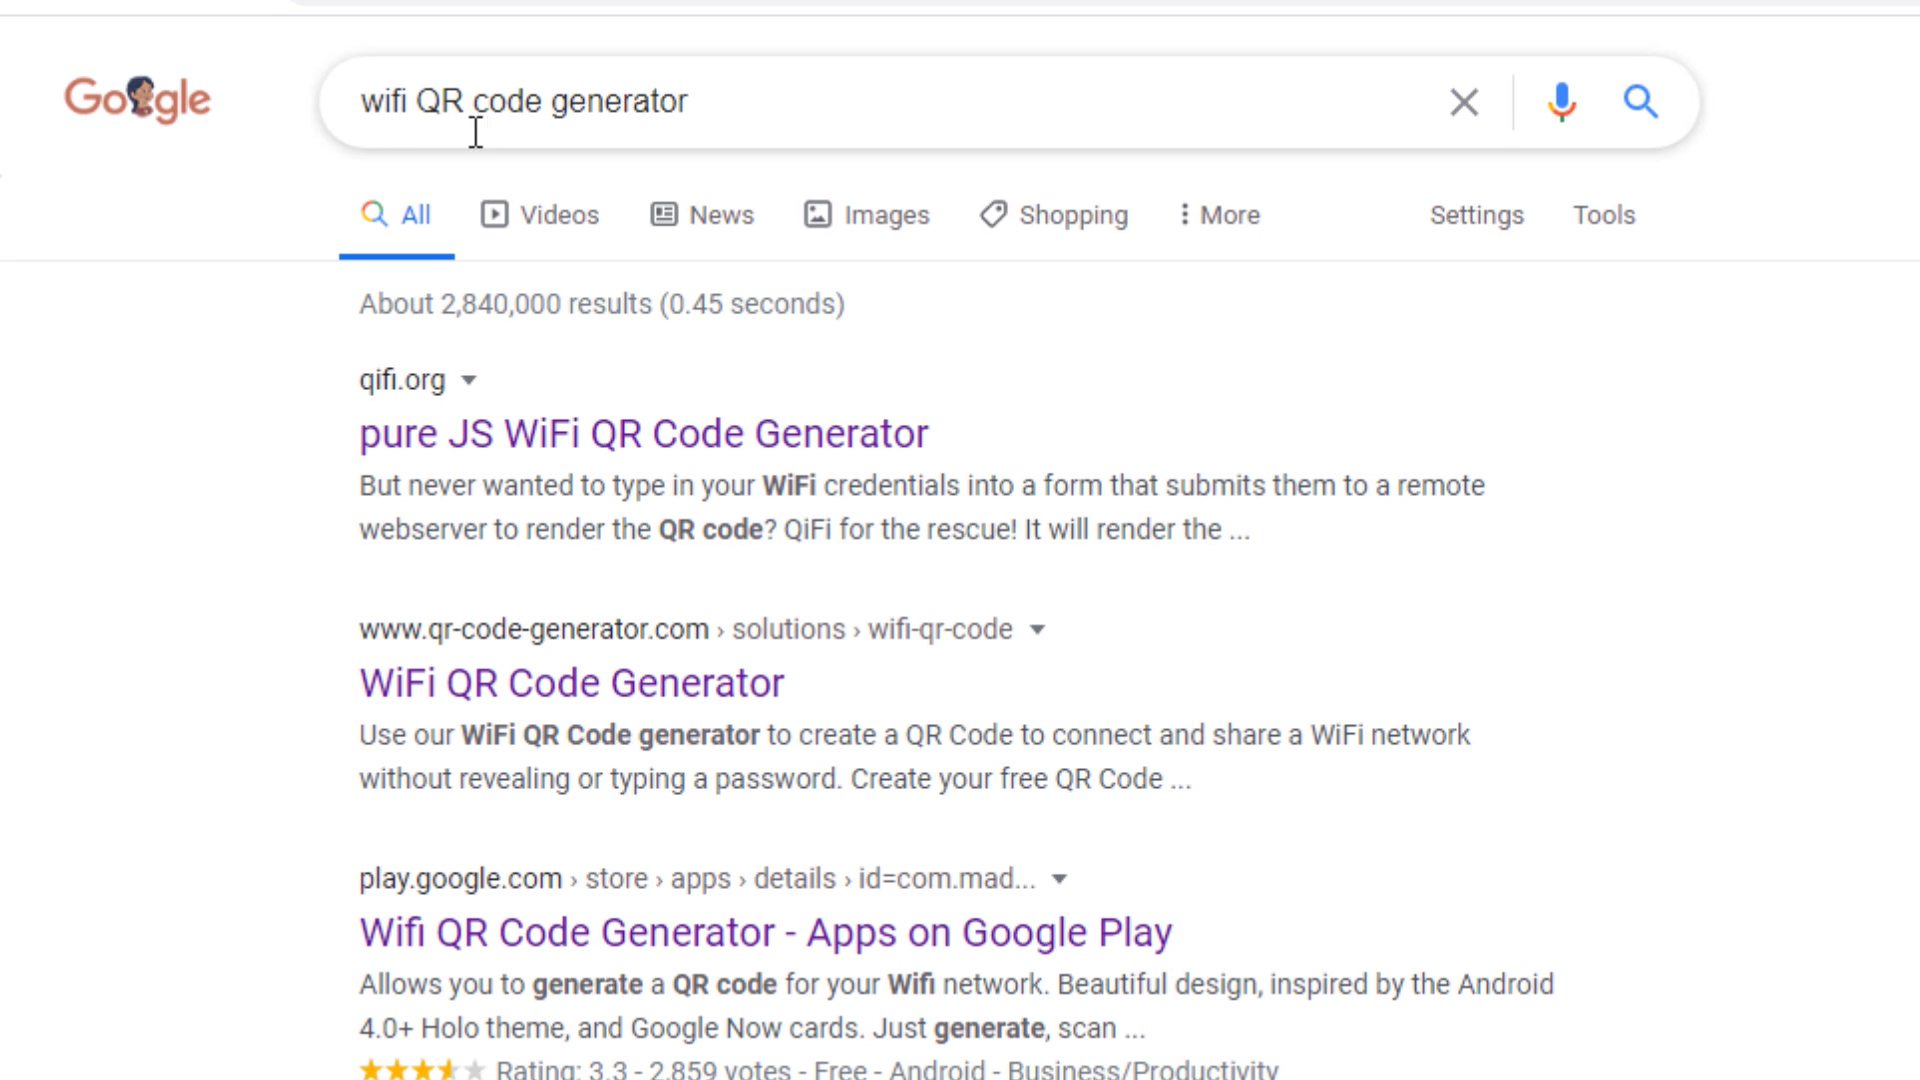 Google
wifi QR code generator
All Videos News Images Shopping More Settings Tools
About 2,840,000 results (0.45 seconds)
qifi.org
pure JS WiFi QR Code Generator
But never wanted to type in your WiFi credentials into a form that submits them to a remote
webserver to render the QR code? QiFi for the rescue! It will render the ...
www.qr-code-generator.com › solutions › wifi-qr-code
WiFi QR Code Generator
Use our WiFi QR Code generator to create a QR Code to connect and share a WiFi network
without revealing or typing a password. Create your free QR Code ...
play.google.com › store › apps › details › id=com.mad...
Wifi QR Code Generator - Apps on Google Play
Allows you to generate a QR code for your Wifi network. Beautiful design, inspired by the Android
4.0+ Holo theme, and Google Now cards. Just generate, scan ...
Rating: 3.3 - 2,859 votes - Free - Android - Business/Productivity